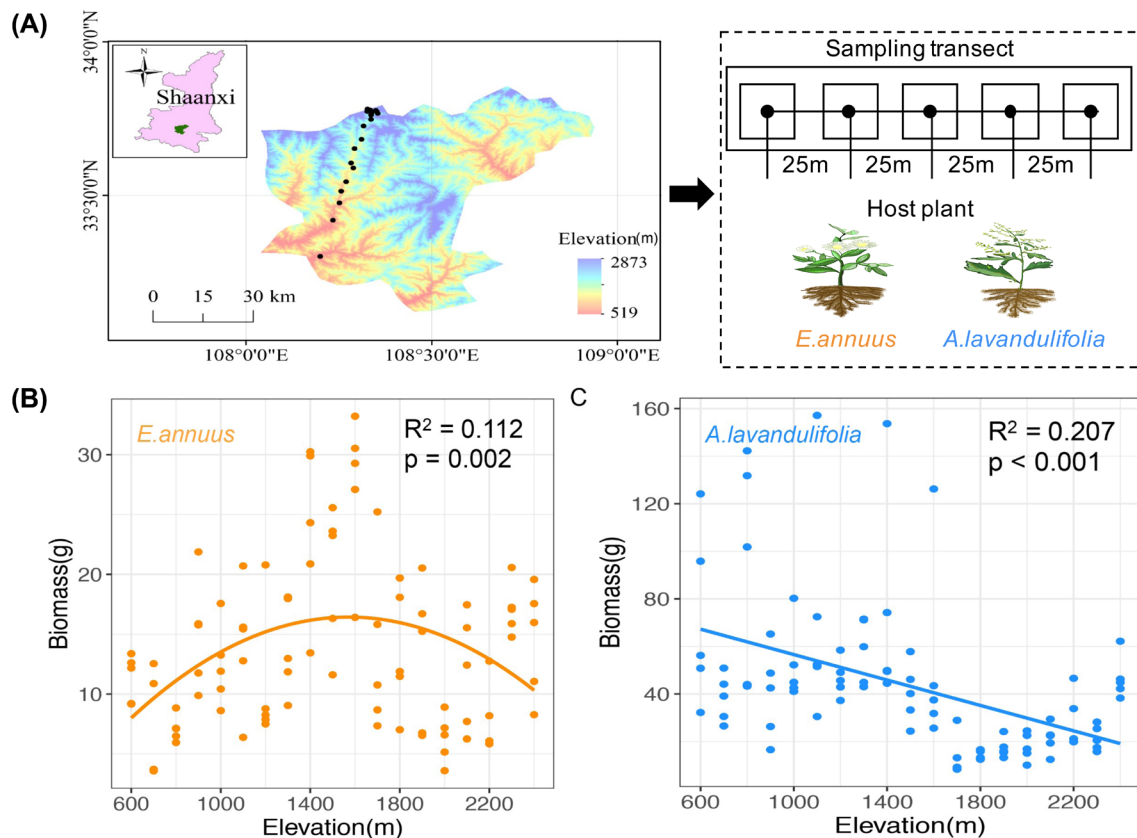 (A)
34°0'0"N
33°30'0"N
N
Shaanxi
Elevation(m)
2873
519
0 15 30 km
108°0'0"E 108°30'0"E 109°0'0"E
Sampling transect
25m 25m 25m 25m
Host plant
E.annuus A.lavandulifolia
(B)
E.annuus
R² = 0.112
p = 0.002
Biomass(g)
30
20
10
600 1000 1400 1800 2200
Elevation(m)
C
A.lavandulifolia
R² = 0.207
p < 0.001
Biomass(g)
160
120
80
40
600 1000 1400 1800 2200
Elevation(m)